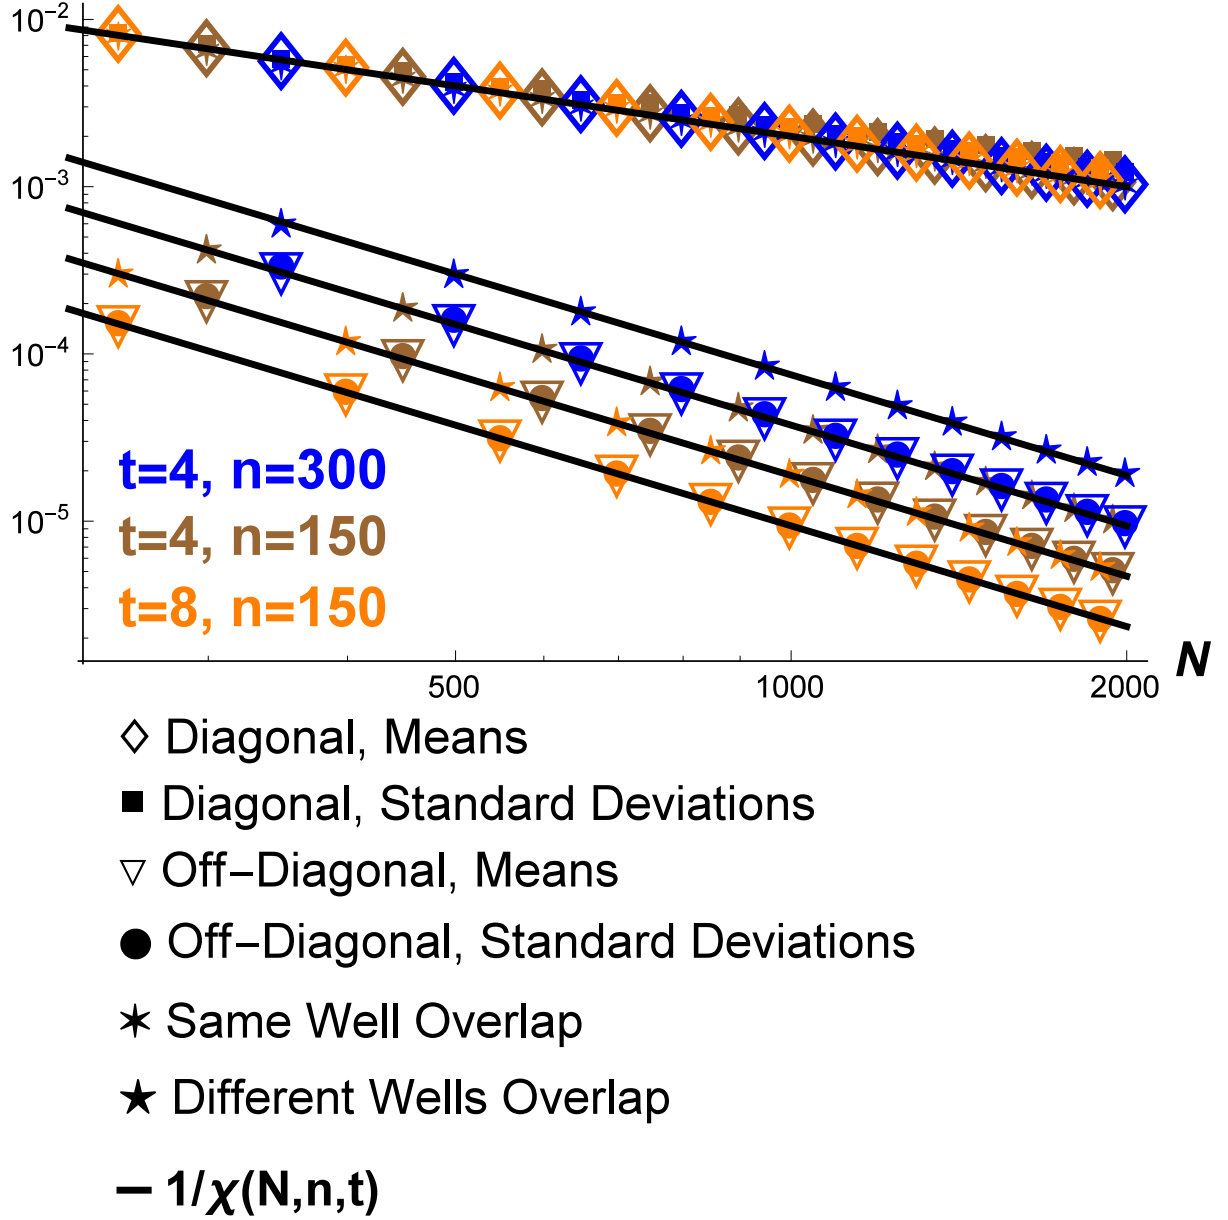 10⁻²
10⁻³
10⁻⁴
10⁻⁵
t=4, n=300
t=4, n=150
t=8, n=150
500 1000 2000 N
Diagonal, Means
Diagonal, Standard Deviations
Off−Diagonal, Means
Off−Diagonal, Standard Deviations
Same Well Overlap
Different Wells Overlap
1/χ(N,n,t)